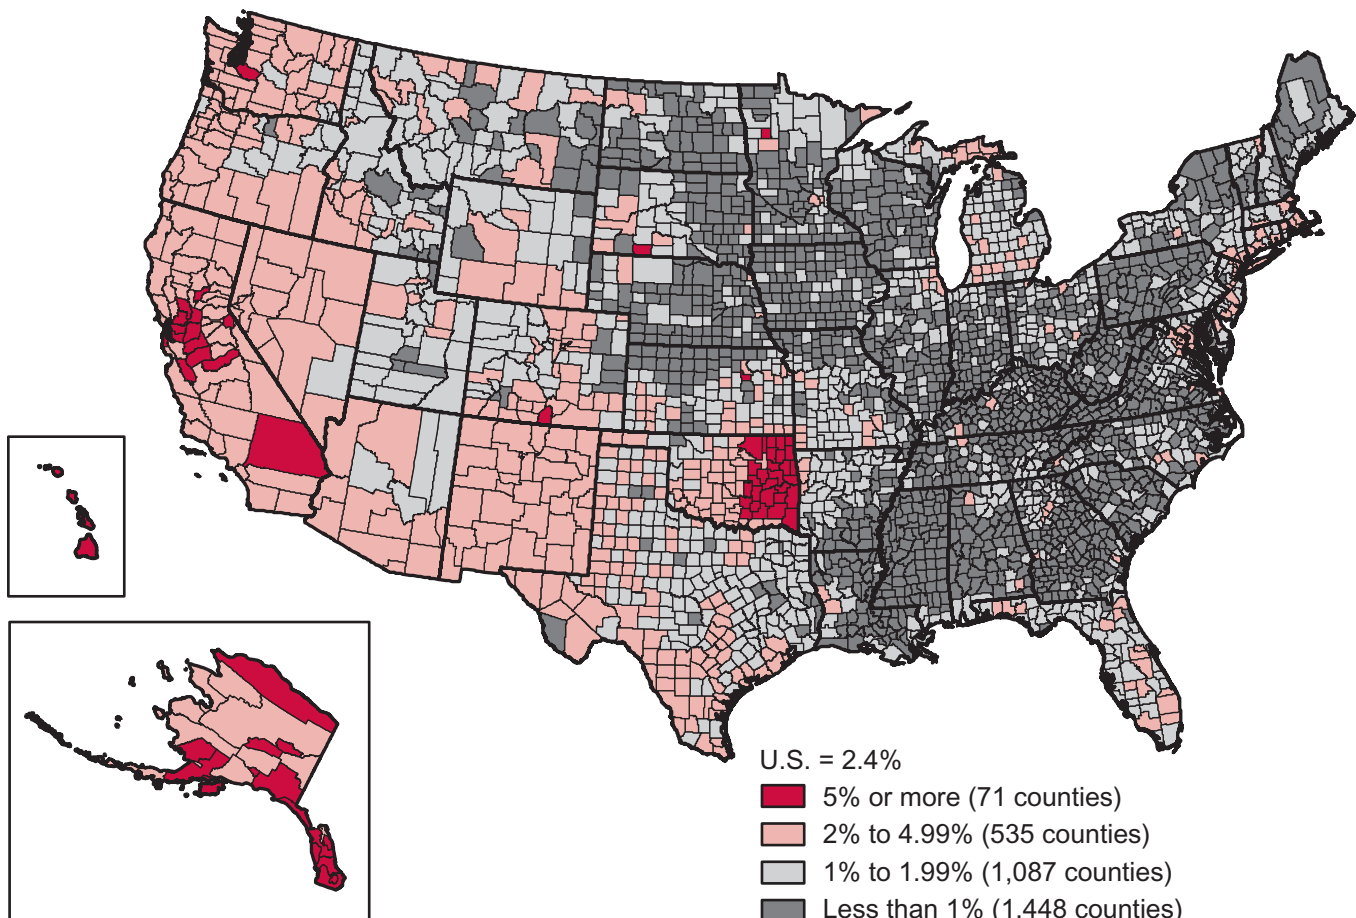 U.S. = 2.4%
5% or more (71 counties)
2% to 4.99% (535 counties)
1% to 1.99% (1,087 counties)
Less than 1% (1,448 counties)